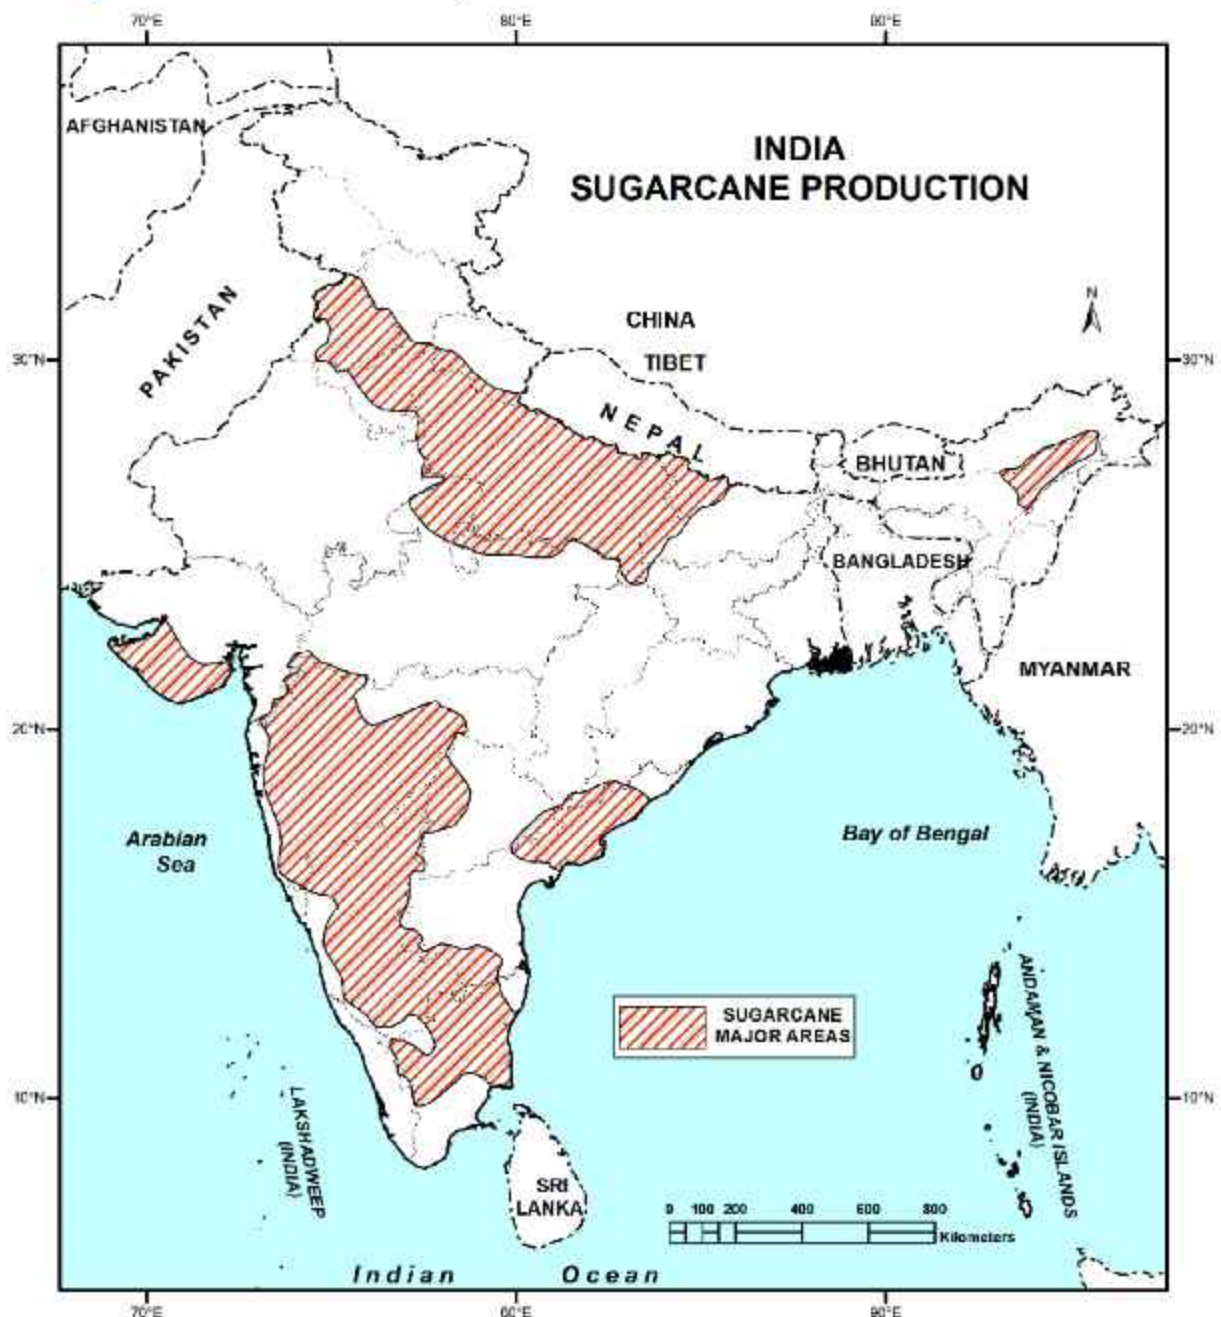 70°E 80°E 90°E
AFGHANISTAN
INDIA
SUGARCANE PRODUCTION
PAKISTAN
N
CHINA
TIBET
30°N 30°N
NEPAL
BHUTAN
BANGLADESH
MYANMAR
20°N 20°N
Arabian
Sea
Bay of Bengal
SUGARCANE
MAJOR AREAS
ANDAMAN & NICOBAR ISLANDS
(INDIA)
10°N 10°N
LAKSHADWEEP
(INDIA)
SRI
LANKA
0 100 200 400 600 800
Kilometers
Indian Ocean
70°E 80°E 90°E